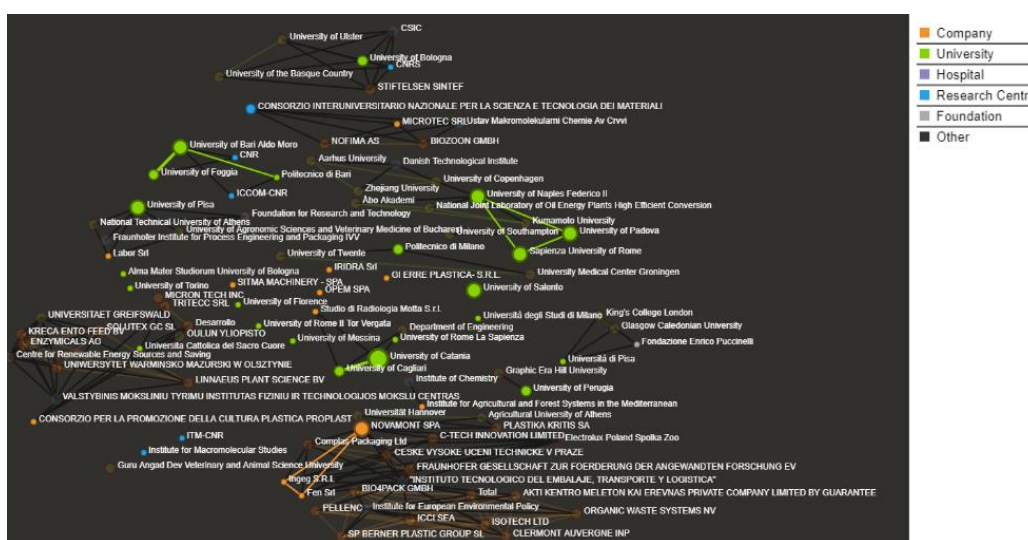 CSIC
University of Ulster
University of Bologna
CNRS
University of the Basque Country
STIFTELSEN SINTEF
CONSORZIO INTERUNIVERSITARIO NAZIONALE PER LA SCIENZA E TECNOLOGIA DEI MATERIALI
MICROTEC SRL
Ustav Makromolekularni Chemie Av Crvvi
NOFIMA AS
BIOZOON GMBH
University of Bari Aldo Moro
CNR
Aarhus University
Danish Technological Institute
University of Foggia
Politecnico di Bari
University of Copenhagen
ICCOM-CNR
Zhejiang University
University of Naples Federico II
Åbo Akademi
National Joint Laboratory of Oil Energy Plants High Efficient Conversion
University of Pisa
Foundation for Research and Technology
Kumamoto University
National Technical University of Athens
University of Agronomic Sciences and Veterinary Medicine of Bucharest
University of Southampton
University of Padova
Fraunhofer Institute for Process Engineering and Packaging IVV
Politecnico di Milano
Sapienza University of Rome
Labor Srl
University of Twente
Alma Mater Studiorum University of Bologna
IRIDRA Srl
GI ERRE PLASTICA- S.R.L.
University Medical Center Groningen
University of Torino
SITMA MACHINERY - SPA
OPEM SPA
University of Salento
MICRON TECH INC
TRITECC SRL
University of Florence
Studio di Radiologia Motta S.r.l.
UNIVERSITAET GREIFSWALD
SOLUTEX GC SL
Desarrollo
University of Rome II Tor Vergata
Università degli Studi di Milano
King's College London
KRECA ENTO FEED BV
OULUN YLIOPISTO
Department of Engineering
Glasgow Caledonian University
ENZYMICALS AG
Universita Cattolica del Sacro Cuore
University of Messina
University of Rome La Sapienza
Fondazione Enrico Puccinelli
Centre for Renewable Energy Sources and Saving
University of Catania
Università di Pisa
UNIWERSYTET WARMINSKO MAZURSKI W OLSZTYNIE
University of Cagliari
Graphic Era Hill University
LINNAEUS PLANT SCIENCE BV
Institute of Chemistry
University of Perugia
VALSTYBINIS MOKSLINIU TYRIMU INSTITUTAS FIZINIU IR TECHNOLOGIJOS MOKSLU CENTRAS
Institute for Agricultural and Forest Systems in the Mediterranean
CONSORZIO PER LA PROMOZIONE DELLA CULTURA PLASTICA PROPLAST
Universität Hannover
Agricultural University of Athens
NOVAMONT SPA
PLASTIKA KRITIS SA
ITM-CNR
Complas Packaging Ltd
C-TECH INNOVATION LIMITED
Electrolux Poland Spolka Zoo
Institute for Macromolecular Studies
CESKE VYSOKE UCENI TECHNICKE V PRAZE
Guru Angad Dev Veterinary and Animal Science University
FRAUNHOFER GESELLSCHAFT ZUR FOERDERUNG DER ANGEWANDTEN FORSCHUNG EV
Ingeg S.R.L
"INSTITUTO TECNOLOGICO DEL EMBALAJE, TRANSPORTE Y LOGISTICA"
Fen Srl
BIO4PACK GMBH
Total
AKTI KENTRO MELETON KAI EREVNAS PRIVATE COMPANY LIMITED BY GUARANTEE
PELLENC
Institute for European Environmental Policy
ORGANIC WASTE SYSTEMS NV
ICCI SEA
ISOTECH LTD
SP BERNER PLASTIC GROUP SL
CLERMONT AUVERGNE INP
Company
University
Hospital
Research Centr
Foundation
Other